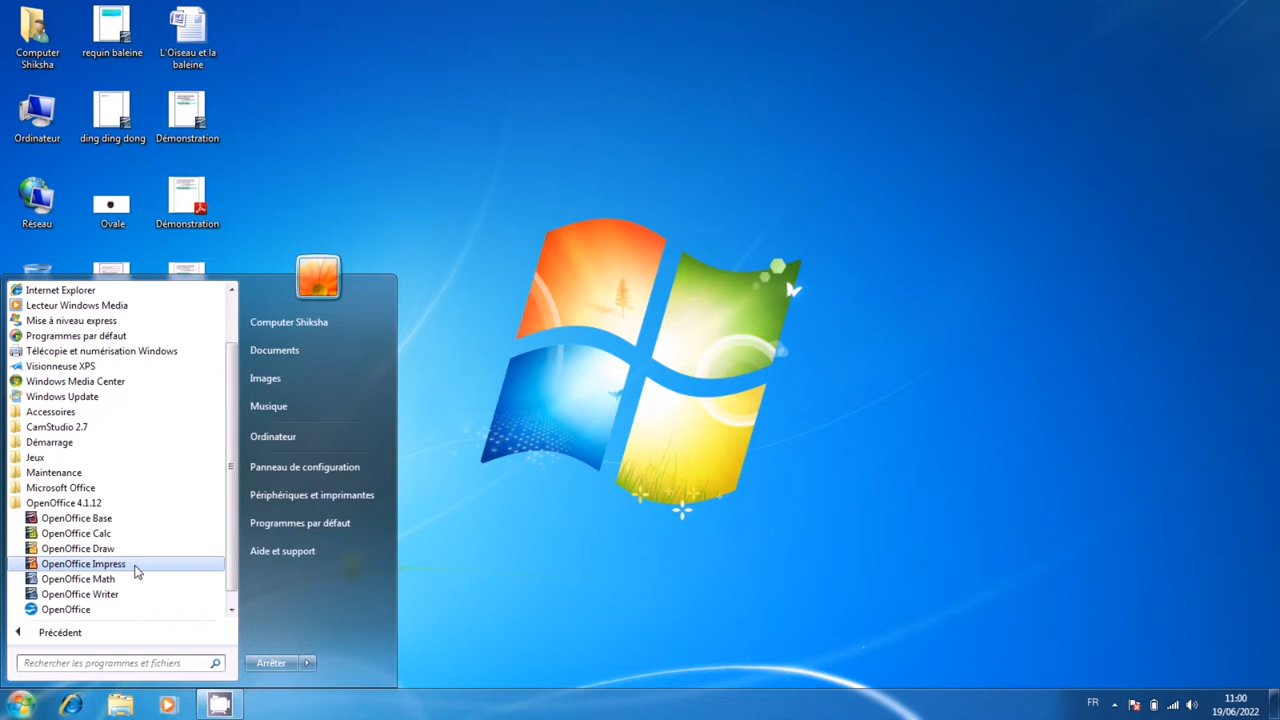 Computer
Shiksha
requin baleine
L'Oiseau et la
baleine
Ordinateur
ding ding dong
Démonstration
Réseau
Ovale
Démonstration
Internet Explorer
Lecteur Windows Media
Mise à niveau express
Programmes par défaut
Télécopie et numérisation Windows
Visionneuse XPS
Windows Media Center
Windows Update
Accessoires
CamStudio 2.7
Démarrage
Jeux
Maintenance
Microsoft Office
OpenOffice 4.1.12
OpenOffice Base
OpenOffice Calc
OpenOffice Draw
OpenOffice Impress
OpenOffice Math
OpenOffice Writer
OpenOffice
Précédent
Rechercher les programmes et fichiers
Computer Shiksha
Documents
Images
Musique
Ordinateur
Panneau de configuration
Périphériques et imprimantes
Programmes par défaut
Aide et support
Arrêter
FR
11:00
19/06/2022